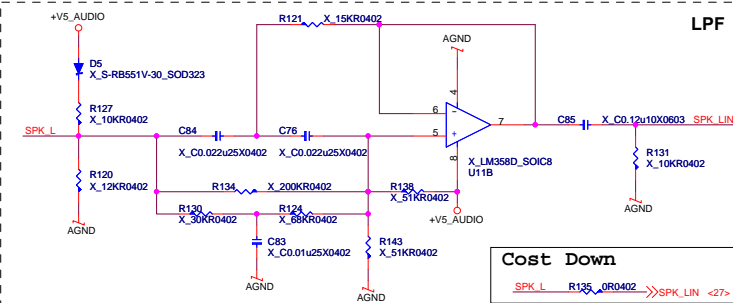 R121 X_15KR0402
+V5_AUDIO
LPF
AGND
D5
X_S-RB551V-30_SOD323
4
R127
X_10KR0402
6 -
7
C85 X_C0.12u10X0603 SPK_LIN
SPK_L
C84
C76
5 +
X_C0.022u25X0402
X_C0.022u25X0402
8
X_LM358D_SOIC8
U11B
R131
X_10KR0402
R120
X_12KR0402
R134 X_200KR0402
R138
X_51KR0402
+V5_AUDIO
AGND
R130
X_30KR0402
R124
X_68KR0402
AGND
C83
X_C0.01u25X0402
R143
X_51KR0402
AGND
AGND
Cost Down
SPK_L R135 0R0402 SPK_LIN <27>